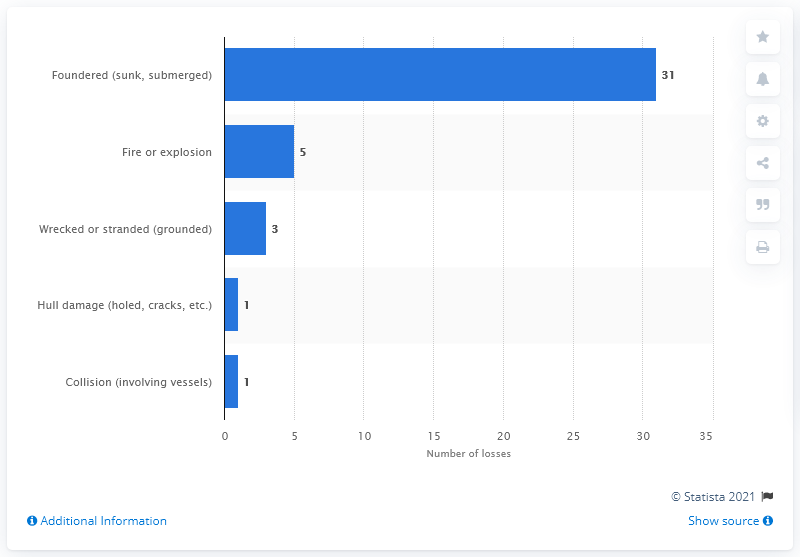 Foundered (sunk, submerged) 31
Fire or explosion 5
Wrecked or stranded (grounded) 3
Hull damage (holed, cracks, etc.) 1
Collision (involving vessels) 1
0 5 10 15 20 25 30 35
Number of losses
© Statista 2021
Additional Information Show source